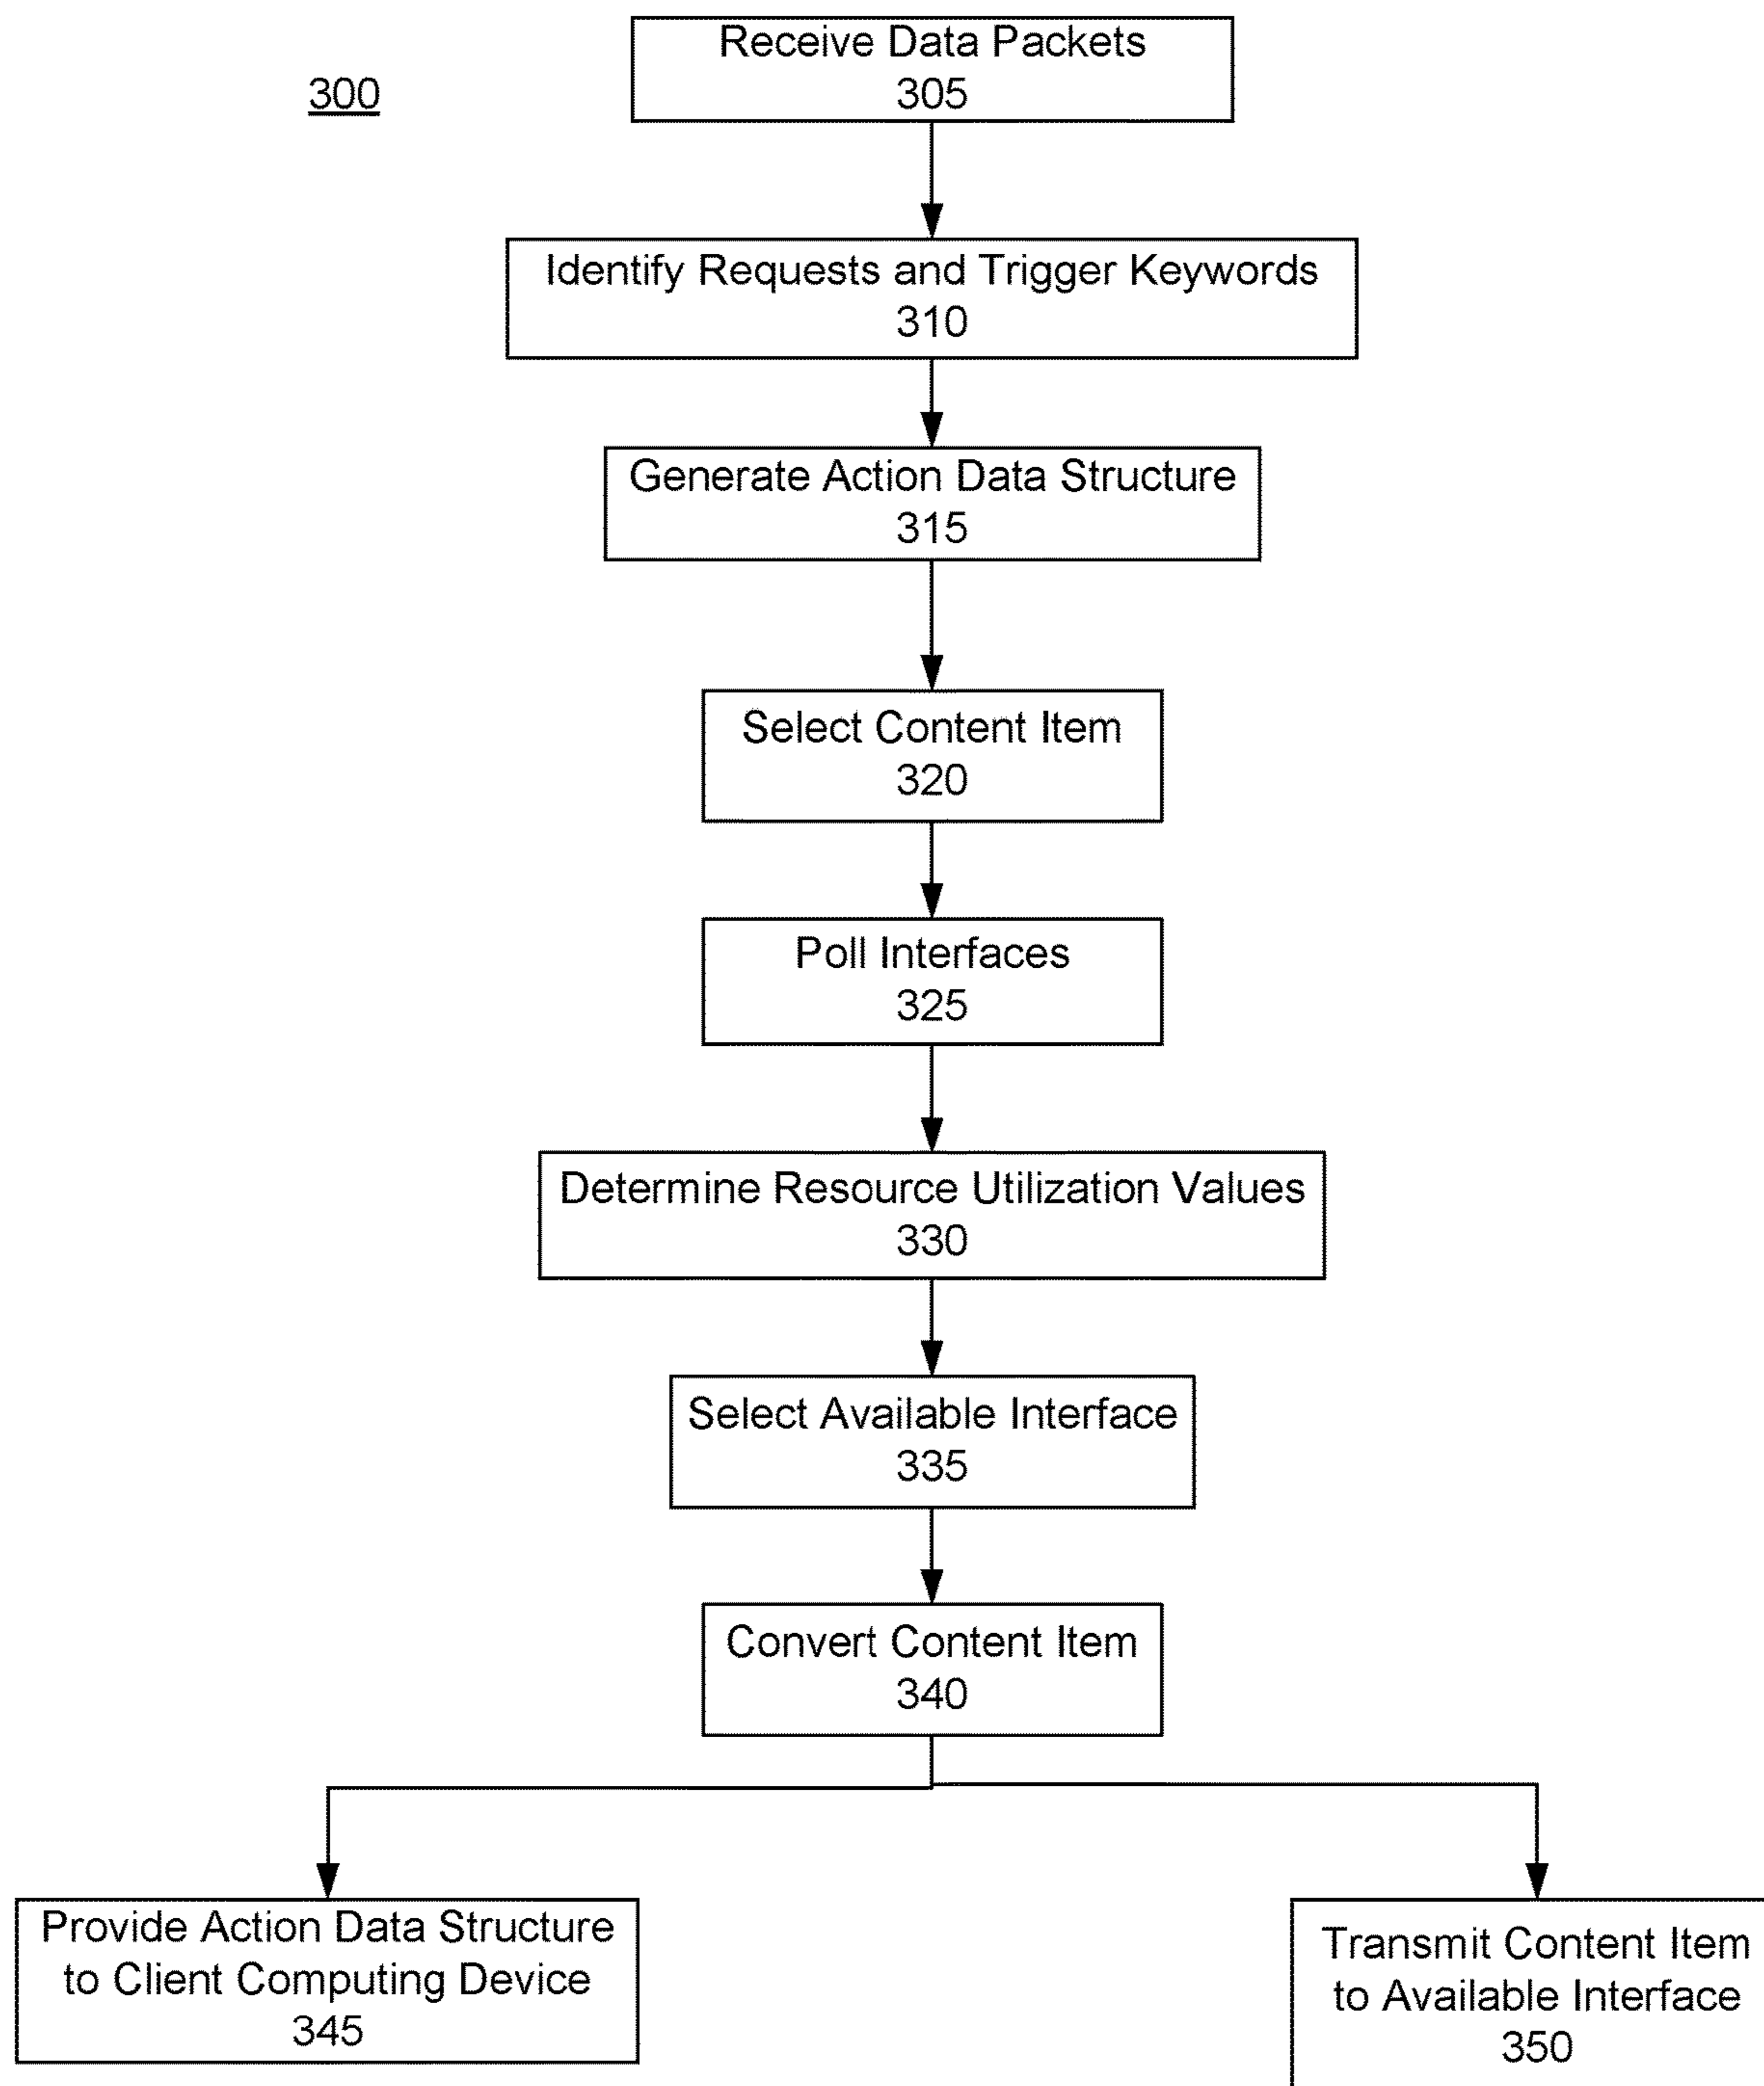 300
Receive Data Packets
305
Identify Requests and Trigger Keywords
310
Generate Action Data Structure
315
Select Content Item
320
Poll Interfaces
325
Determine Resource Utilization Values
330
Select Available Interface
335
Convert Content Item
340
Provide Action Data Structure
to Client Computing Device
345
Transmit Content Item
to Available Interface
350